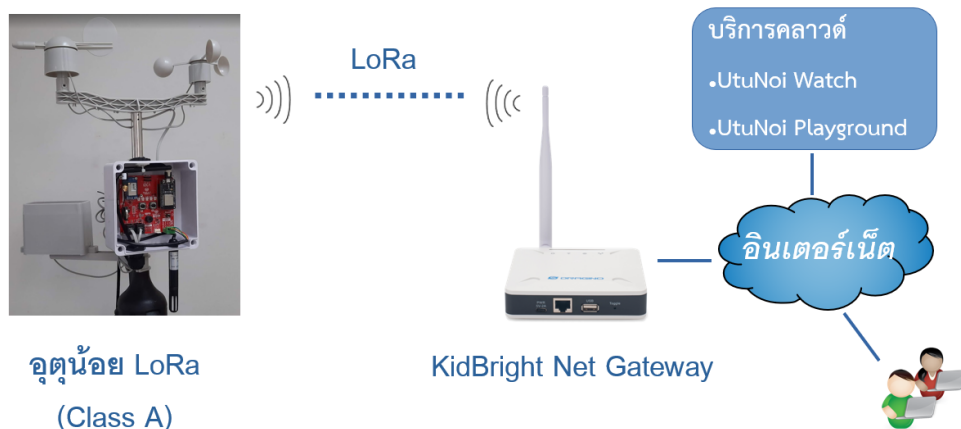 LoRa
บริการคลาวด์
•UtuNoi Watch
•UtuNoi Playground
อินเตอร์เน็ต
อุตุน้อย LoRa
(Class A)
KidBright Net Gateway